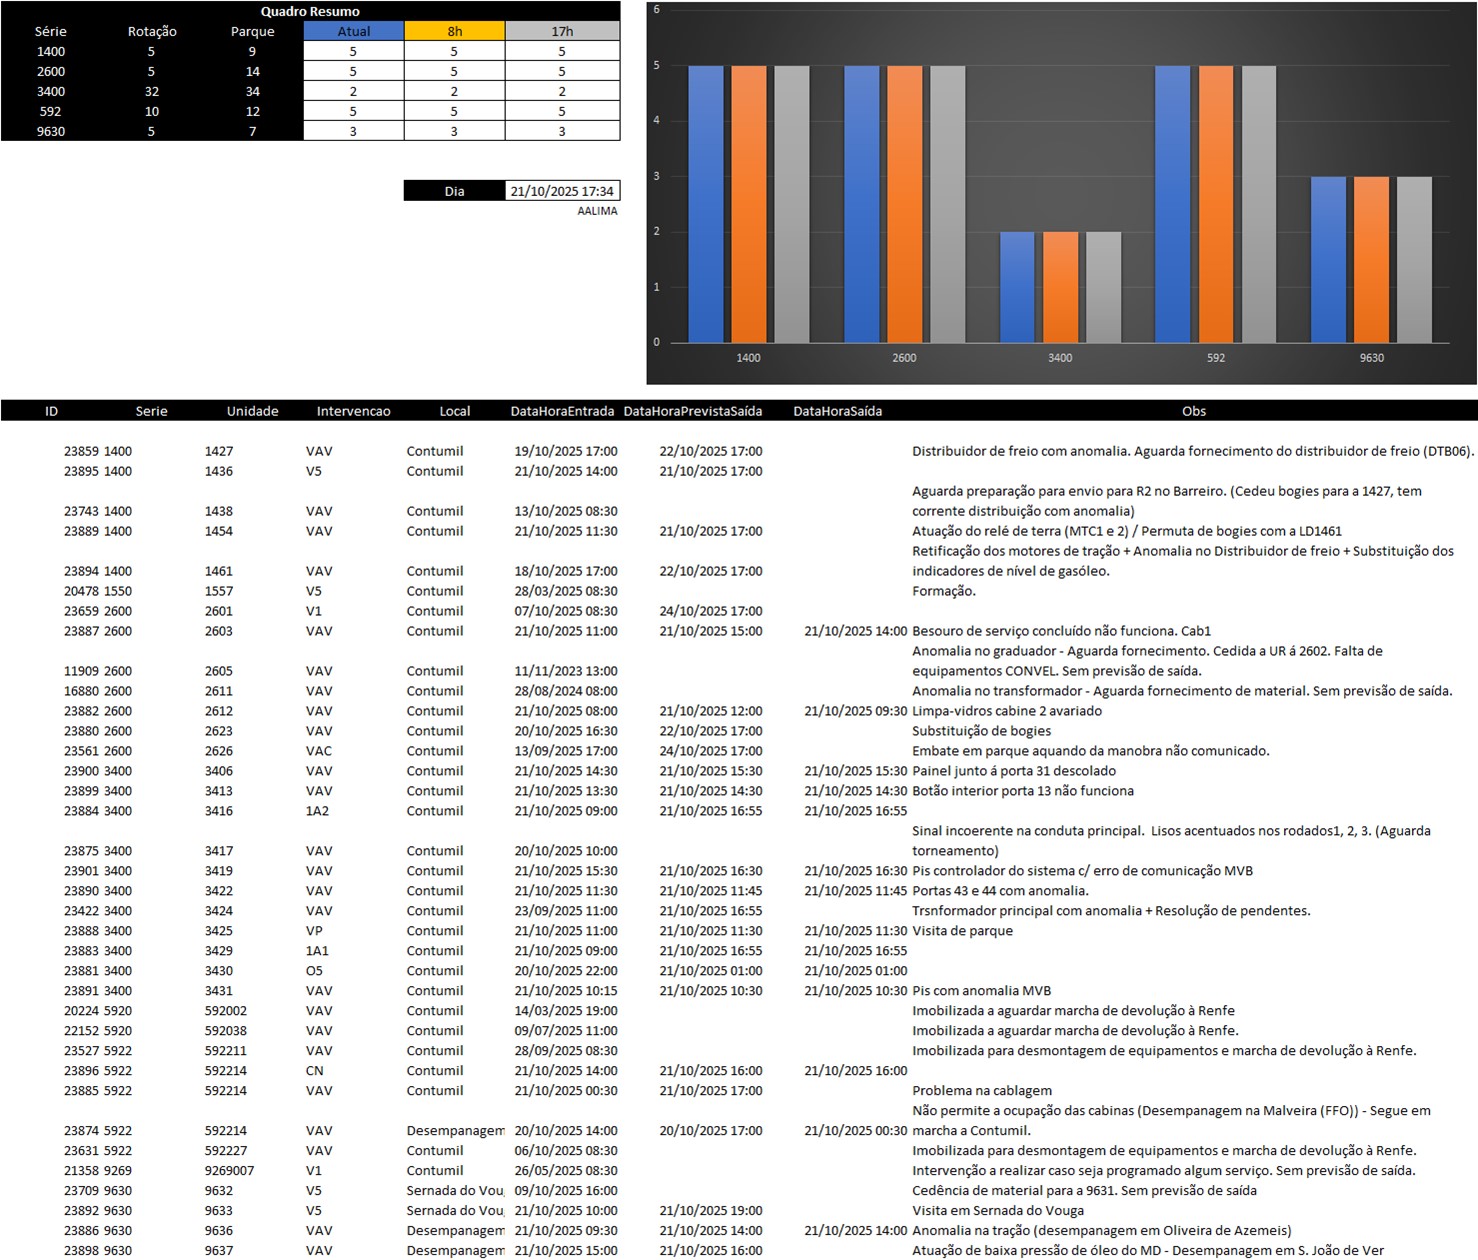 Quadro Resumo
Série Rotação Parque Atual 8h 17h
1400 5 9 5 5 5
2600 5 14 5 5 5
3400 32 34 2 2 2
592 10 12 5 5 5
9630 5 7 3 3 3
Dia 21/10/2025 17:34
AALIMA
6
5
4
3
2
1
0
1400 2600 3400 592 9630
ID Serie Unidade Intervencao Local DataHoraEntrada DataHoraPrevistaSaída DataHoraSaída Obs
23859 1400 1427 VAV Contumil 19/10/2025 17:00 22/10/2025 17:00 Distribuidor de freio com anomalia. Aguarda fornecimento do distribuidor de freio (DTB06).
23895 1400 1436 V5 Contumil 21/10/2025 14:00 21/10/2025 17:00
Aguarda preparação para envio para R2 no Barreiro. (Cedeu bogies para a 1427, tem
23743 1400 1438 VAV Contumil 13/10/2025 08:30 corrente distribuição com anomalia)
23889 1400 1454 VAV Contumil 21/10/2025 11:30 21/10/2025 17:00 Atuação do relé de terra (MTC1 e 2) / Permuta de bogies com a LD1461
Retificação dos motores de tração + Anomalia no Distribuidor de freio + Substituição dos
23894 1400 1461 VAV Contumil 18/10/2025 17:00 22/10/2025 17:00 indicadores de nível de gasóleo.
20478 1550 1557 V5 Contumil 28/03/2025 08:30 Formação.
23659 2600 2601 V1 Contumil 07/10/2025 08:30 24/10/2025 17:00
23887 2600 2603 VAV Contumil 21/10/2025 11:00 21/10/2025 15:00 21/10/2025 14:00 Besouro de serviço concluído não funciona. Cab1
Anomalia no graduador - Aguarda fornecimento. Cedida a UR á 2602. Falta de
11909 2600 2605 VAV Contumil 11/11/2023 13:00 equipamentos CONVEL. Sem previsão de saída.
16880 2600 2611 VAV Contumil 28/08/2024 08:00 Anomalia no transformador - Aguarda fornecimento de material. Sem previsão de saída.
23882 2600 2612 VAV Contumil 21/10/2025 08:00 21/10/2025 12:00 21/10/2025 09:30 Limpa-vidros cabine 2 avariado
23880 2600 2623 VAV Contumil 20/10/2025 16:30 22/10/2025 17:00 Substituição de bogies
23561 2600 2626 VAC Contumil 13/09/2025 17:00 24/10/2025 17:00 Embate em parque aquando da manobra não comunicado.
23900 3400 3406 VAV Contumil 21/10/2025 14:30 21/10/2025 15:30 21/10/2025 15:30 Painel junto á porta 31 descolado
23899 3400 3413 VAV Contumil 21/10/2025 13:30 21/10/2025 14:30 21/10/2025 14:30 Botão interior porta 13 não funciona
23884 3400 3416 1A2 Contumil 21/10/2025 09:00 21/10/2025 16:55 21/10/2025 16:55
Sinal incoerente na conduta principal. Lisos acentuados nos rodados1, 2, 3. (Aguarda
23875 3400 3417 VAV Contumil 20/10/2025 10:00 torneamento)
23901 3400 3419 VAV Contumil 21/10/2025 15:30 21/10/2025 16:30 21/10/2025 16:30 Pis controlador do sistema c/ erro de comunicação MVB
23890 3400 3422 VAV Contumil 21/10/2025 11:30 21/10/2025 11:45 21/10/2025 11:45 Portas 43 e 44 com anomalia.
23422 3400 3424 VAV Contumil 23/09/2025 11:00 21/10/2025 16:55 Trsnformador principal com anomalia + Resolução de pendentes.
23888 3400 3425 VP Contumil 21/10/2025 11:00 21/10/2025 11:30 21/10/2025 11:30 Visita de parque
23883 3400 3429 1A1 Contumil 21/10/2025 09:00 21/10/2025 16:55 21/10/2025 16:55
23881 3400 3430 O5 Contumil 20/10/2025 22:00 21/10/2025 01:00 21/10/2025 01:00
23891 3400 3431 VAV Contumil 21/10/2025 10:15 21/10/2025 10:30 21/10/2025 10:30 Pis com anomalia MVB
20224 5920 592002 VAV Contumil 14/03/2025 19:00 Imobilizada a aguardar marcha de devolução à Renfe
22152 5920 592038 VAV Contumil 09/07/2025 11:00 Imobilizada a aguardar marcha de devolução à Renfe.
23527 5922 592211 VAV Contumil 28/09/2025 08:30 Imobilizada para desmontagem de equipamentos e marcha de devolução à Renfe.
23896 5922 592214 CN Contumil 21/10/2025 14:00 21/10/2025 16:00 21/10/2025 16:00
23885 5922 592214 VAV Contumil 21/10/2025 00:30 21/10/2025 17:00 Problema na cablagem
Não permite a ocupação das cabinas (Desempanagem na Malveira (FFO)) - Segue em
23874 5922 592214 VAV Desempanagem 20/10/2025 14:00 20/10/2025 17:00 21/10/2025 00:30 marcha a Contumil.
23631 5922 592227 VAV Contumil 06/10/2025 08:30 Imobilizada para desmontagem de equipamentos e marcha de devolução à Renfe.
21358 9269 9269007 V1 Contumil 26/05/2025 08:30 Intervenção a realizar caso seja programado algum serviço. Sem previsão de saída.
23709 9630 9632 V5 Sernada do Vou 09/10/2025 16:00 Cedência de material para a 9631. Sem previsão de saída
23892 9630 9633 V5 Sernada do Vou 21/10/2025 10:00 21/10/2025 19:00 Visita em Sernada do Vouga
23886 9630 9636 VAV Desempanagem 21/10/2025 09:30 21/10/2025 14:00 21/10/2025 14:00 Anomalia na tração (desempanagem em Oliveira de Azemeis)
23898 9630 9637 VAV Desempanagem 21/10/2025 15:00 21/10/2025 16:00 Atuação de baixa pressão de óleo do MD - Desempanagem em S. João de Ver